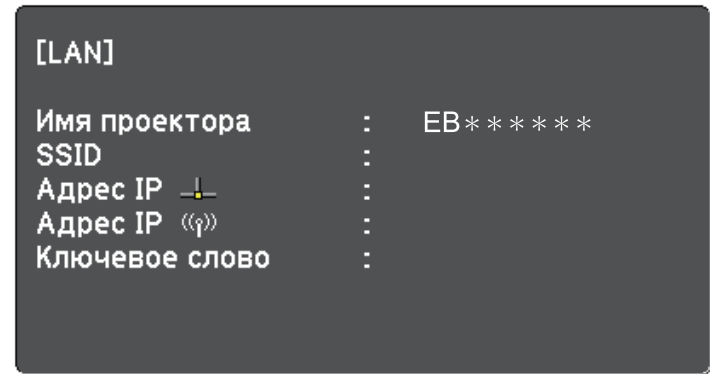 [LAN]
Имя проектора : EB******
SSID :
Адрес IP :
Адрес IP :
Ключевое слово :